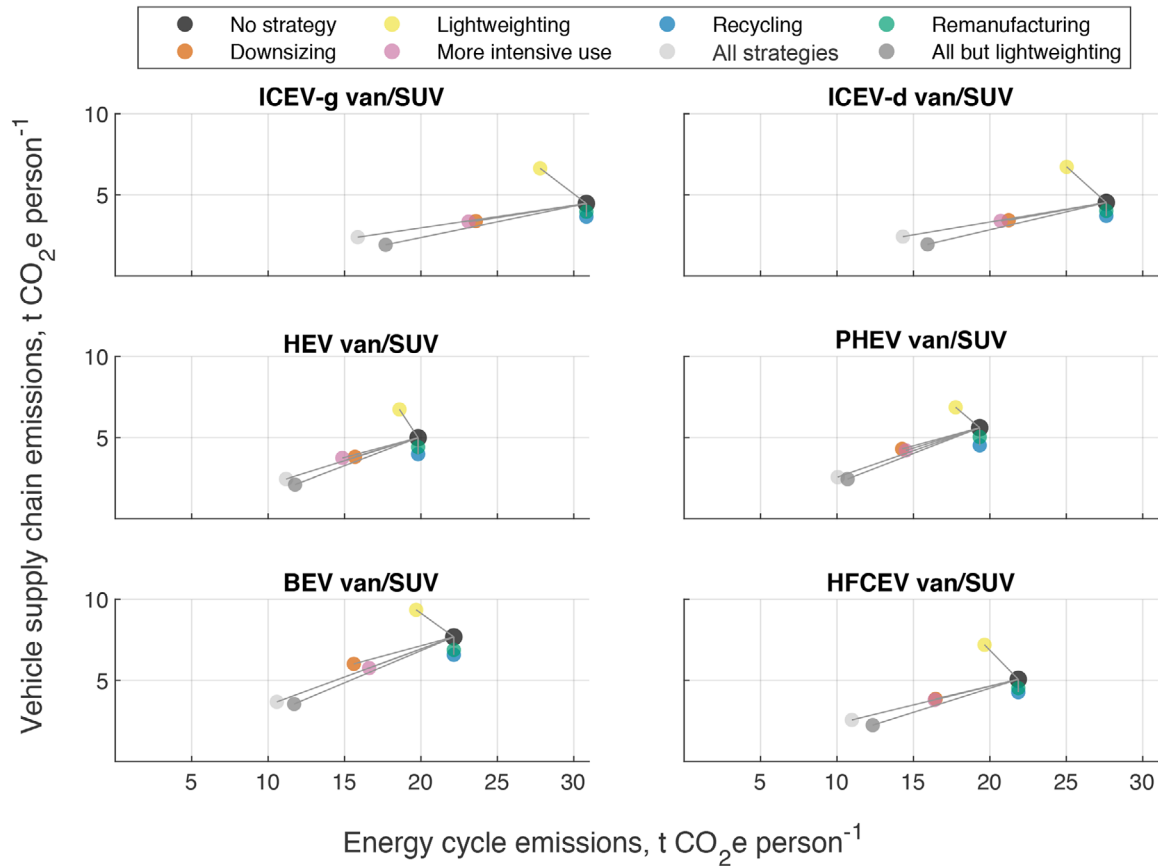 No strategy Lightweighting Recycling Remanufacturing
Downsizing More intensive use All strategies All but lightweighting
ICEV-g van/SUV ICEV-d van/SUV
10
5
HEV van/SUV PHEV van/SUV
10
5
BEV van/SUV HFCEV van/SUV
10
5
5 10 15 20 25 30 5 10 15 20 25 30
Vehicle supply chain emissions, t CO2e person-1
Energy cycle emissions, t CO2e person-1